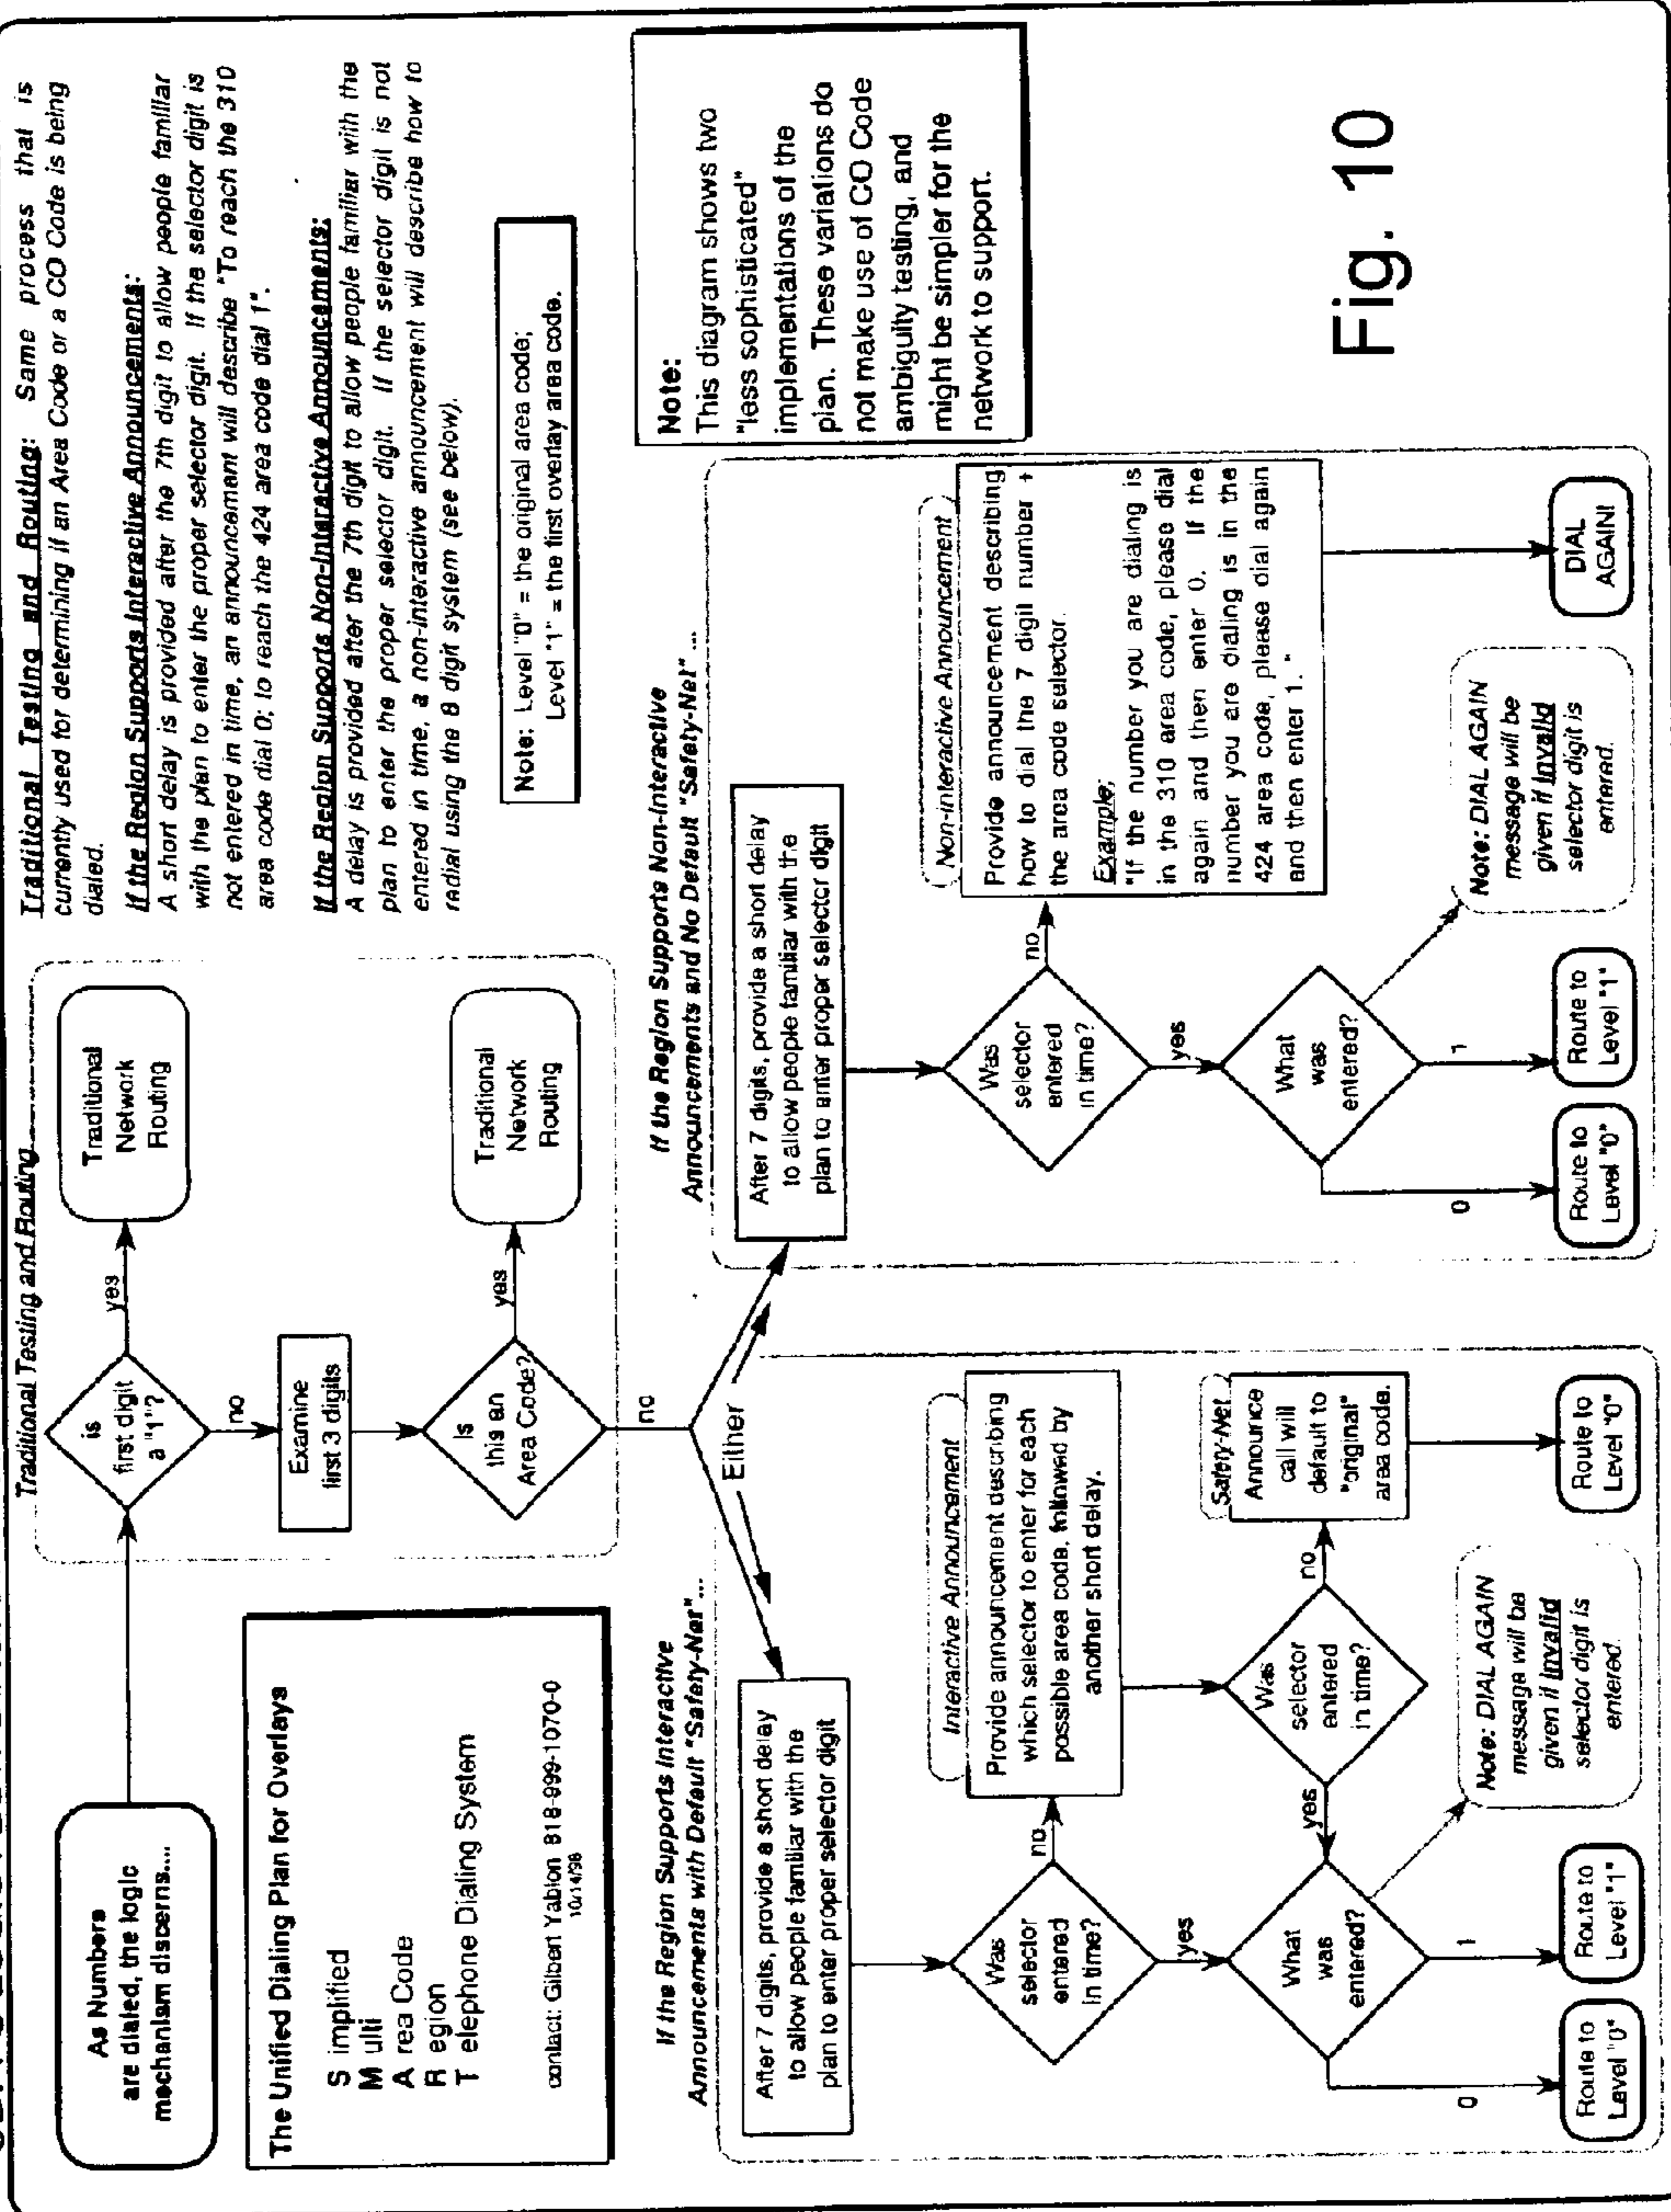 As Numbers
are dialed, the logic
mechanism discerns....
The Unified Dialing Plan for Overlays
S implified
M ulti
A rea Code
R egion
T elephone Dialing System
contact: Gilbert Yablon 818-999-1070-0
10/14/98
Traditional Testing and Routing
is
first digit
a "1"?
yes
Traditional
Network
Routing
no
Examine
first 3 digits
Is
this an
Area Code?
yes
Traditional
Network
Routing
no
Either
Traditional Testing and Routing: Same process that is
currently used for determining if an Area Code or a CO Code is being
dialed.
If the Region Supports Interactive Announcements:
A short delay is provided after the 7th digit to allow people familiar
with the plan to enter the proper selector digit. If the selector digit is
not entered in time, an announcement will describe "To reach the 310
area code dial 0; to reach the 424 area code dial 1".
If the Region Supports Non-Interactive Announcements:
A delay is provided after the 7th digit to allow people familiar with the
plan to enter the proper selector digit. If the selector digit is not
entered in time, a non-interactive announcement will describe how to
redial using the 8 digit system (see below).
Note: Level "0" = the original area code;
Level "1" = the first overlay area code.
If the Region Supports Interactive
Announcements with Default "Safety-Net"...
After 7 digits, provide a short delay
to allow people familiar with the
plan to enter proper selector digit
Was
selector
entered
in time?
no
Interactive Announcement
Provide announcement describing
which selector to enter for each
possible area code, followed by
another short delay.
yes
Was
selector
entered
in time?
no
Safety-Net
Announce
call will
default to
"original"
area code.
yes
What
was
entered?
Note: DIAL AGAIN
message will be
given if Invalid
selector digit is
entered.
0
1
Route to
Level "0"
Route to
Level "1"
Route to
Level "0"
If the Region Supports Non-Interactive
Announcements and No Default "Safety-Net" ...
After 7 digits, provide a short delay
to allow people familiar with the
plan to enter proper selector digit
Was
selector
entered
in time?
no
Non-interactive Announcement
Provide announcement describing
how to dial the 7 digit number +
the area code selector.
Example:
"If the number you are dialing is
in the 310 area code, please dial
again and then enter 0. If the
number you are dialing is in the
424 area code, please dial again
and then enter 1."
yes
What
was
entered?
Note: DIAL AGAIN
message will be
given if Invalid
selector digit is
entered.
0
1
Route to
Level "0"
Route to
Level "1"
DIAL
AGAIN!
Note:
This diagram shows two
"less sophisticated"
implementations of the
plan. These variations do
not make use of CO Code
ambiguity testing, and
might be simpler for the
network to support.
Fig. 10